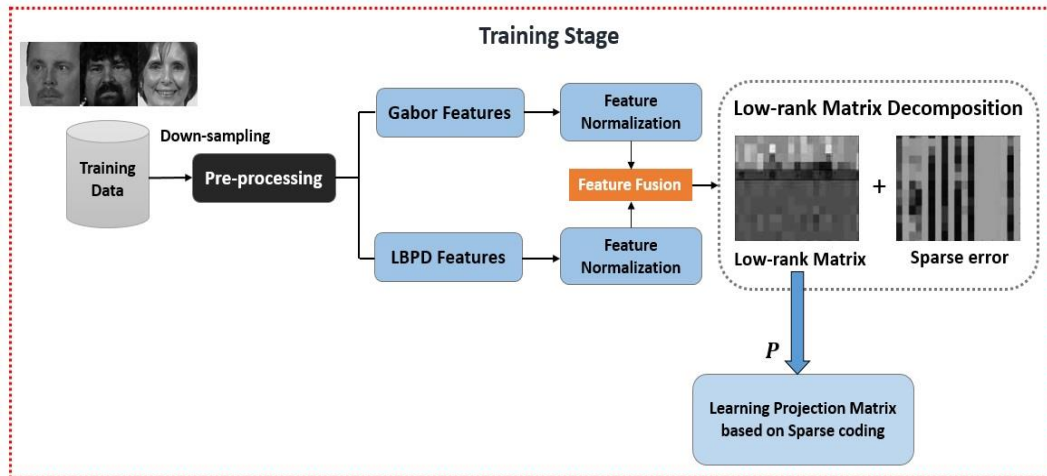 Training Stage
Down-sampling
Training
Data
Pre-processing
Gabor Features
Feature
Normalization
Feature Fusion
LBPD Features
Feature
Normalization
Low-rank Matrix Decomposition
+
Low-rank Matrix
Sparse error
P
Learning Projection Matrix
based on Sparse coding